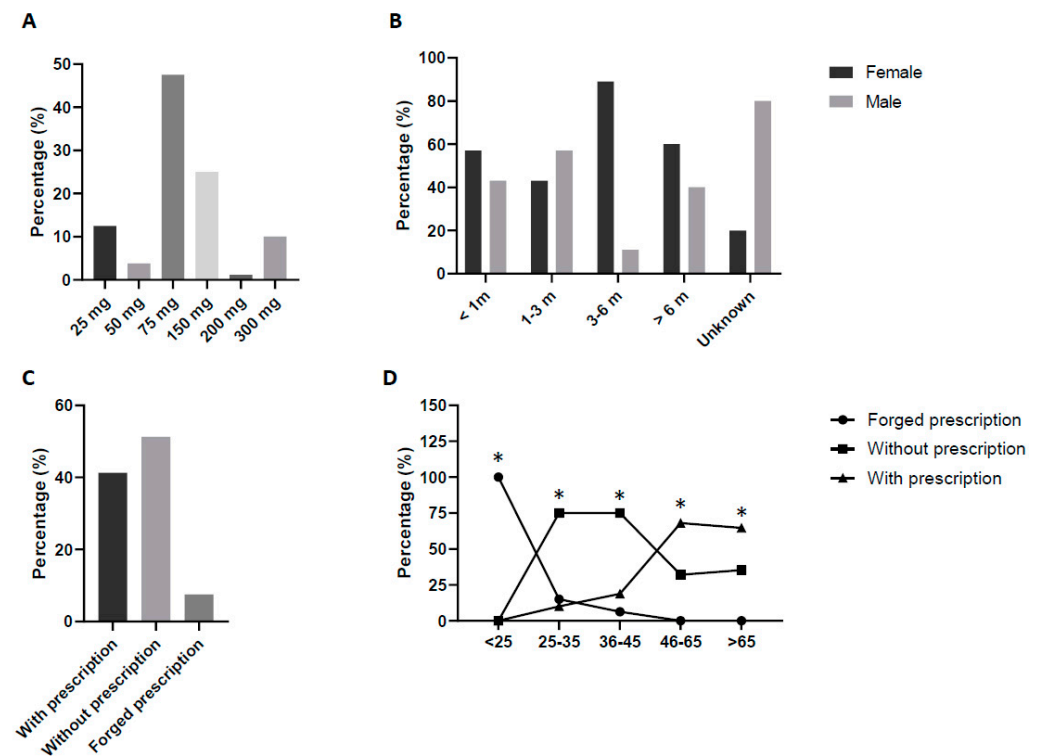 A
Percentage (%)
50
40
30
20
10
0
25 mg
50 mg
75 mg
150 mg
200 mg
300 mg
B
Percentage (%)
100
80
60
40
20
0
< 1m
1-3 m
3-6 m
> 6 m
Unknown
Female
Male
C
Percentage (%)
60
40
20
0
With prescription
Without prescription
Forged prescription
D
Percentage (%)
150
125
100
75
50
25
0
*
*
*
*
*
<25
25-35
36-45
46-65
>65
Forged prescription
Without prescription
With prescription